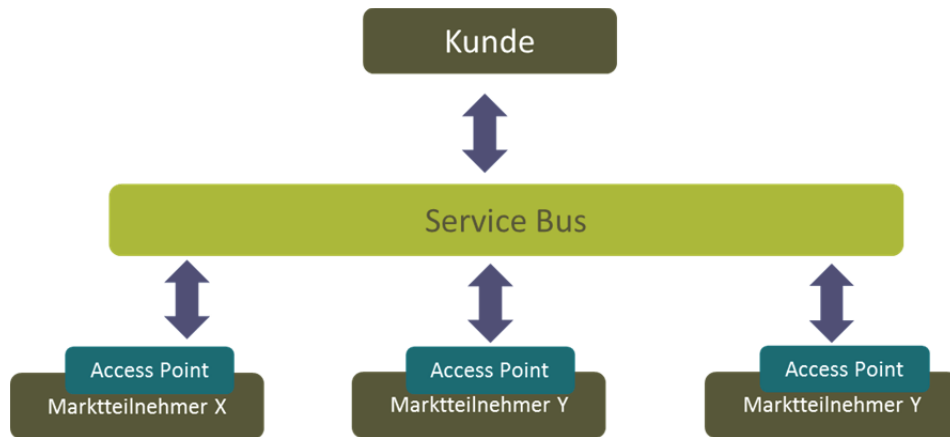 Kunde
Service Bus
Access Point
Marktteilnehmer X
Access Point
Marktteilnehmer Y
Access Point
Marktteilnehmer Y